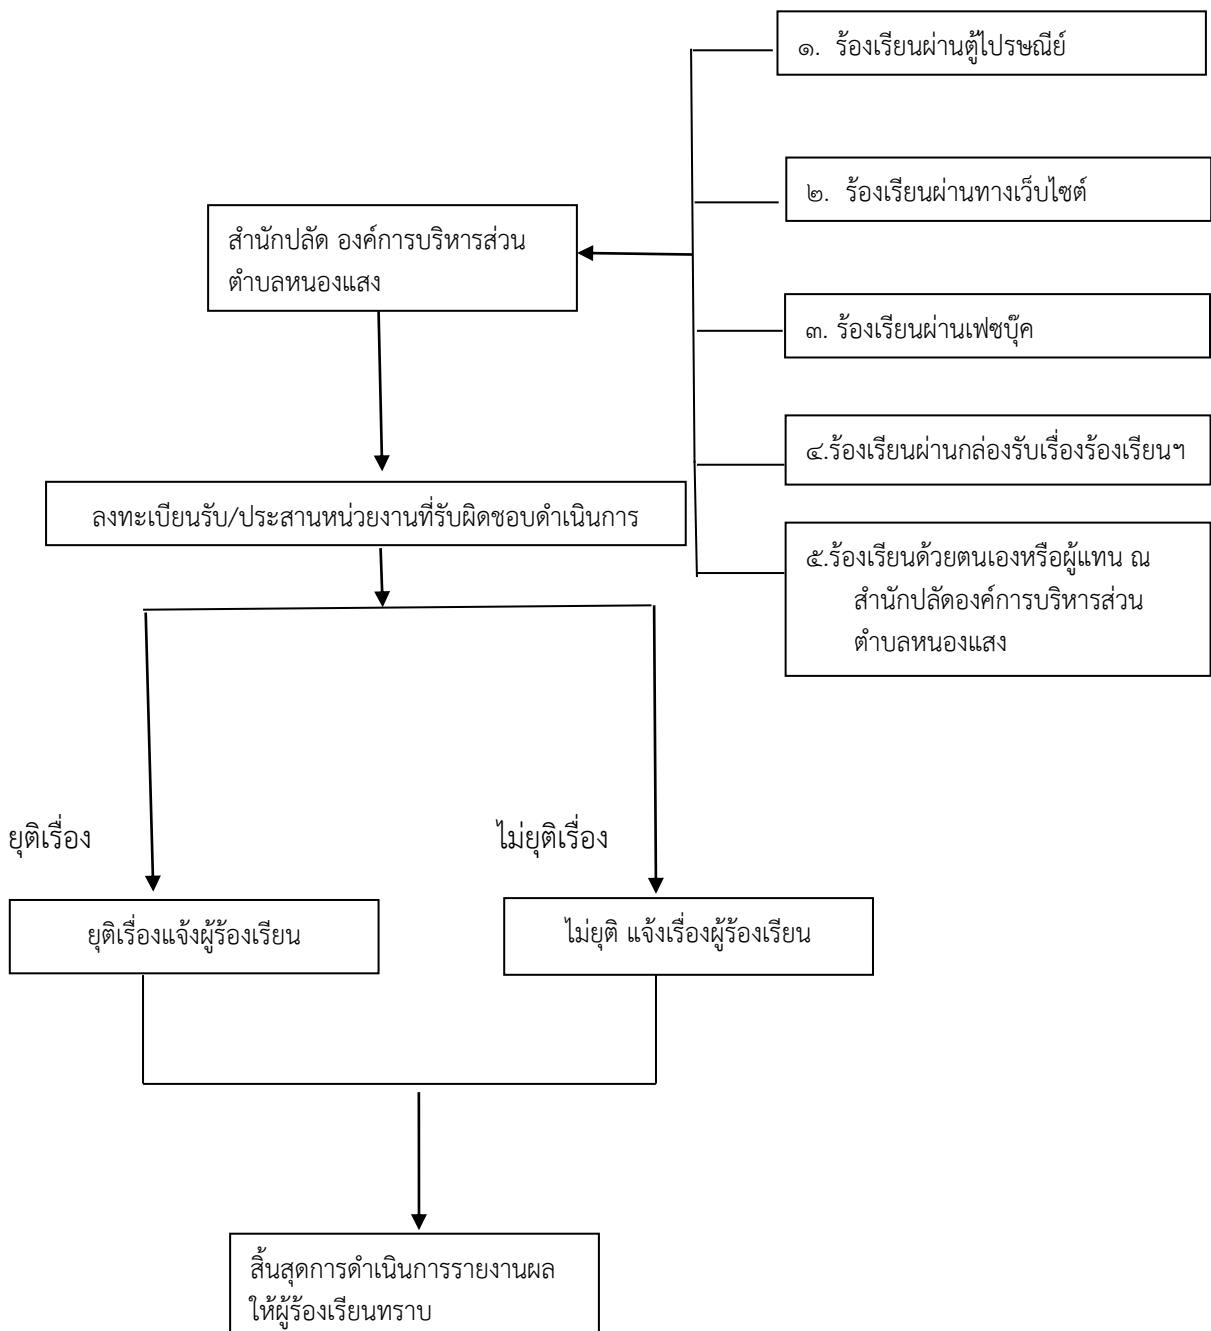 ๑. ร้องเรียนผ่านตู้ไปรษณีย์
๒. ร้องเรียนผ่านทางเว็บไซต์
สำนักปลัด องค์การบริหารส่วน
ตำบลหนองแสง
๓. ร้องเรียนผ่านเฟซบุ๊ค
๔.ร้องเรียนผ่านกล่องรับเรื่องร้องเรียนฯ
ลงทะเบียนรับ/ประสานหน่วยงานที่รับผิดชอบดำเนินการ
๕.ร้องเรียนด้วยตนเองหรือผู้แทน ณ
สำนักปลัดองค์การบริหารส่วน
ตำบลหนองแสง
ยุติเรื่อง
ไม่ยุติเรื่อง
ยุติเรื่องแจ้งผู้ร้องเรียน
ไม่ยุติ แจ้งเรื่องผู้ร้องเรียน
สิ้นสุดการดำเนินการรายงานผล
ให้ผู้ร้องเรียนทราบ